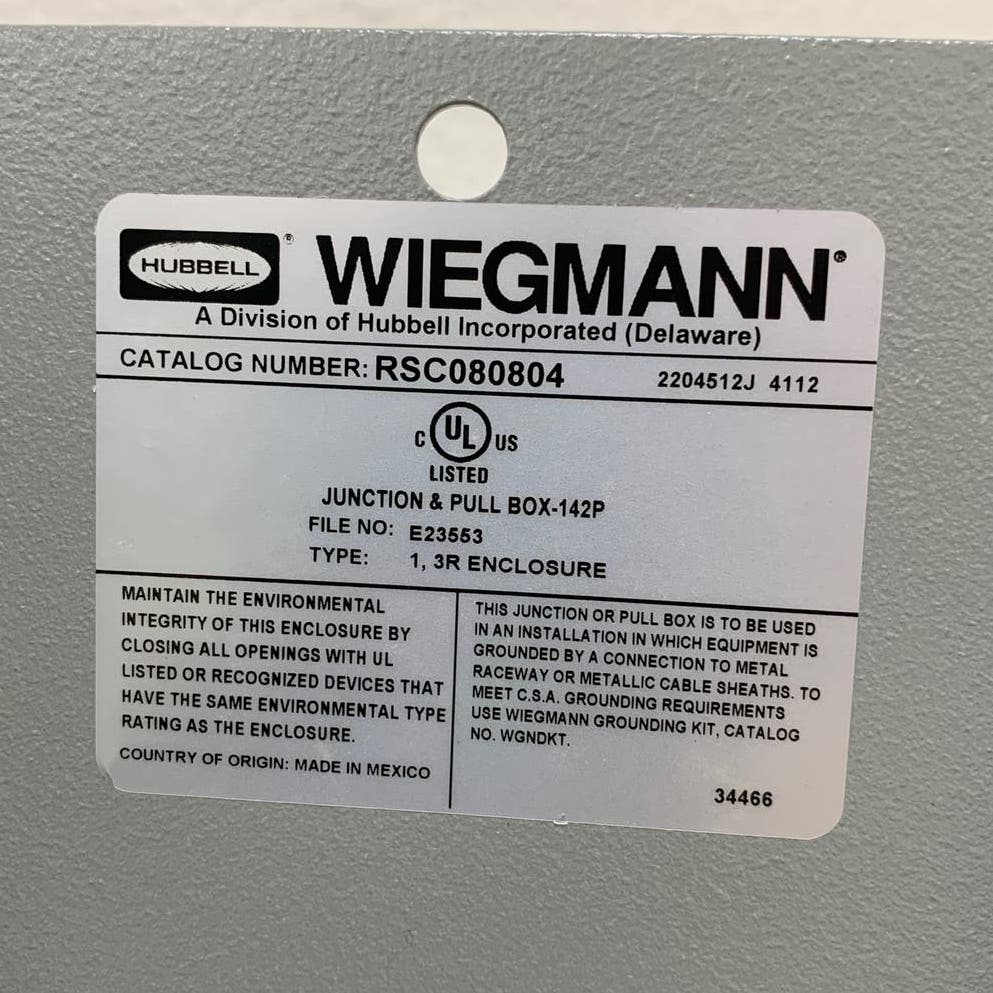 HUBBELL ® WIEGMANN®
A Division of Hubbell Incorporated (Delaware)
CATALOG NUMBER: RSC080804 2204512J 4112
C UL US
LISTED
JUNCTION & PULL BOX-142P
FILE NO: E23553
TYPE: 1, 3R ENCLOSURE
MAINTAIN THE ENVIRONMENTAL
INTEGRITY OF THIS ENCLOSURE BY
CLOSING ALL OPENINGS WITH UL
LISTED OR RECOGNIZED DEVICES THAT
HAVE THE SAME ENVIRONMENTAL TYPE
RATING AS THE ENCLOSURE.
COUNTRY OF ORIGIN: MADE IN MEXICO
THIS JUNCTION OR PULL BOX IS TO BE USED
IN AN INSTALLATION IN WHICH EQUIPMENT IS
GROUNDED BY A CONNECTION TO METAL
RACEWAY OR METALLIC CABLE SHEATHS. TO
MEET C.S.A. GROUNDING REQUIREMENTS
USE WIEGMANN GROUNDING KIT, CATALOG
NO. WGNDKT.
34466